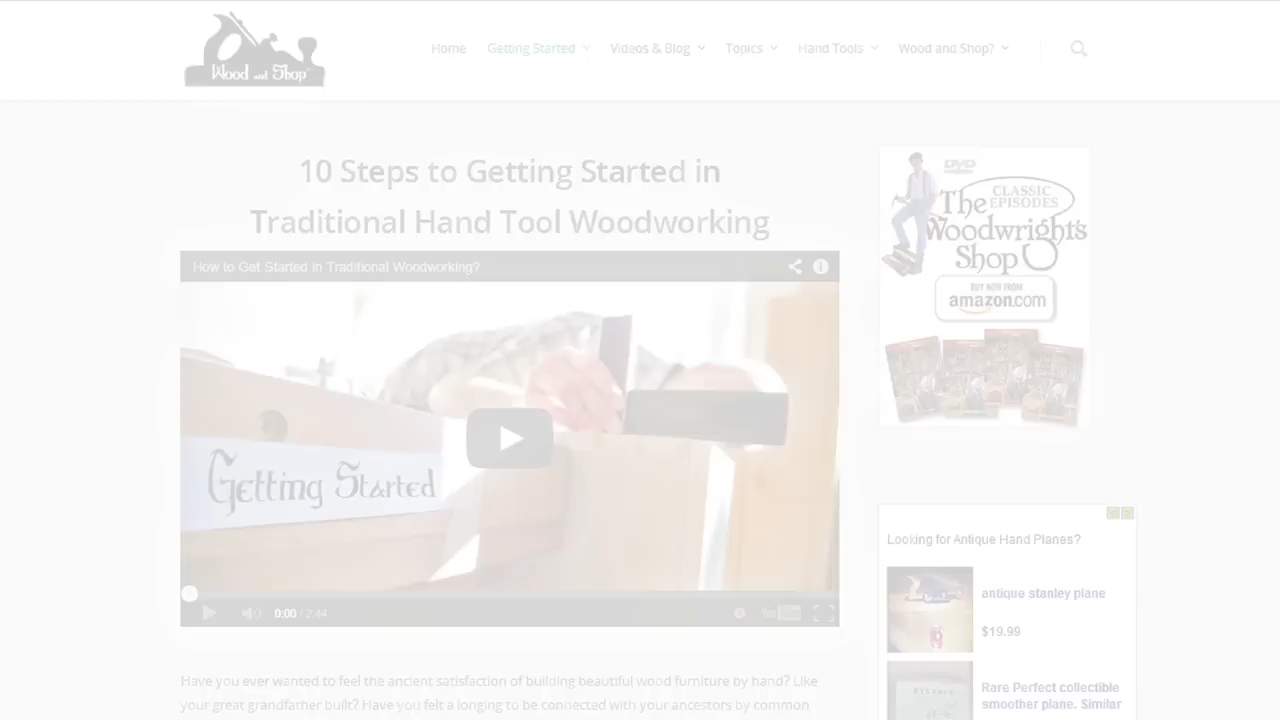 Wood and Shop
Home
Getting Started
Videos & Blog
Topics
Hand Tools
Wood and Shop?
10 Steps to Getting Started in
Traditional Hand Tool Woodworking
How to Get Started in Traditional Woodworking?
Getting Started
0:00 / 2:44
Have you ever wanted to feel the ancient satisfaction of building beautiful wood furniture by hand? Like
your great grandfather built? Have you felt a longing to be connected with your ancestors by common
DVD
CLASSIC
The EPISODES
Woodwright's
Shop
BUY NOW FROM
amazon.com
Looking for Antique Hand Planes?
antique stanley plane
$19.99
Rare Perfect collectible
smoother plane. Similar